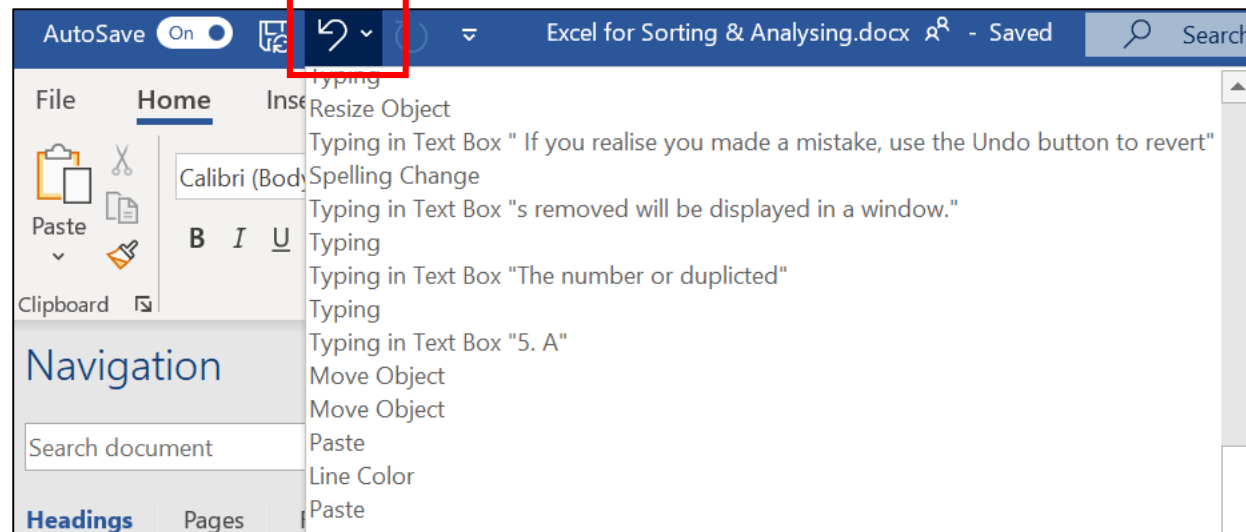 AutoSave On Excel for Sorting & Analysing.docx - Saved Search
File Home Inse
Typing
Resize Object
Typing in Text Box " If you realise you made a mistake, use the Undo button to revert"
Calibri (Body Spelling Change
Typing in Text Box "s removed will be displayed in a window."
Paste
B I U Typing
Typing in Text Box "The number or duplicted"
Clipboard Typing
Typing in Text Box "5. A"
Navigation
Move Object
Move Object
Search document Paste
Line Color
Headings Pages Paste